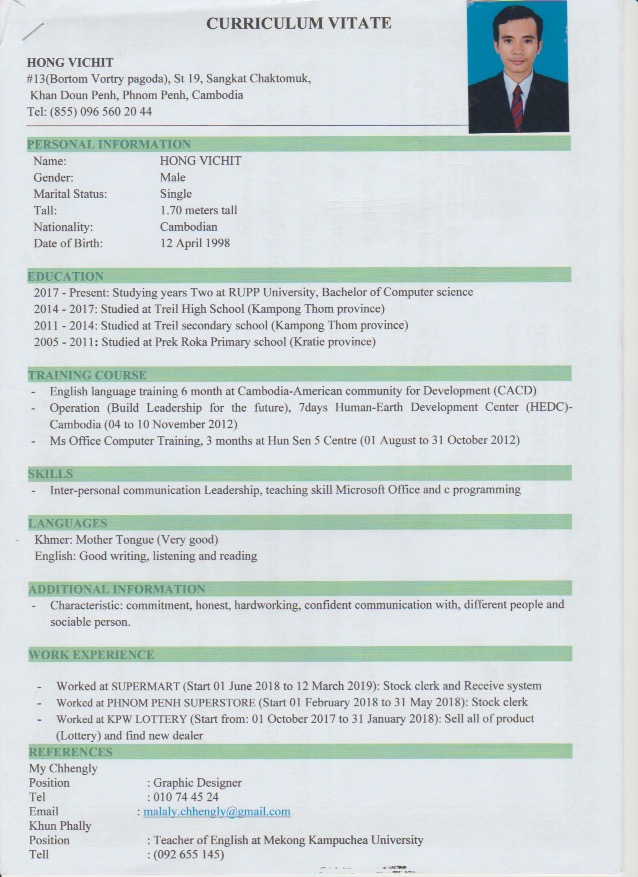 CURRICULUM VITATE
HONG VICHIT
#13(Bortom Vortry pagoda), St 19, Sangkat Chaktomuk,
Khan Doun Penh, Phnom Penh, Cambodia
Tel: (855) 096 560 20 44
PERSONAL INFORMATION
Name: HONG VICHIT
Gender: Male
Marital Status: Single
Tall: 1.70 meters tall
Nationality: Cambodian
Date of Birth: 12 April 1998
EDUCATION
2017 - Present: Studying years Two at RUPP University, Bachelor of Computer science
2014 - 2017: Studied at Treil High School (Kampong Thom province)
2011 - 2014: Studied at Treil secondary school (Kampong Thom province)
2005 - 2011: Studied at Prek Roka Primary school (Kratie province)
TRAINING COURSE
- English language training 6 month at Cambodia-American community for Development (CACD)
- Operation (Build Leadership for the future), 7days Human-Earth Development Center (HEDC)-
Cambodia (04 to 10 November 2012)
- Ms Office Computer Training, 3 months at Hun Sen 5 Centre (01 August to 31 October 2012)
SKILLS
- Inter-personal communication Leadership, teaching skill Microsoft Office and c programming
LANGUAGES
Khmer: Mother Tongue (Very good)
English: Good writing, listening and reading
ADDITIONAL INFORMATION
- Characteristic: commitment, honest, hardworking, confident communication with, different people and
sociable person.
WORK EXPERIENCE
- Worked at SUPERMART (Start 01 June 2018 to 12 March 2019): Stock clerk and Receive system
- Worked at PHNOM PENH SUPERSTORE (Start 01 February 2018 to 31 May 2018): Stock clerk
- Worked at KPW LOTTERY (Start from: 01 October 2017 to 31 January 2018): Sell all of product
(Lottery) and find new dealer
REFERENCES
My Chhengly
Position : Graphic Designer
Tel : 010 74 45 24
Email : malaly.chhengly@gmail.com
Khun Phally
Position : Teacher of English at Mekong Kampuchea University
Tell : (092 655 145)